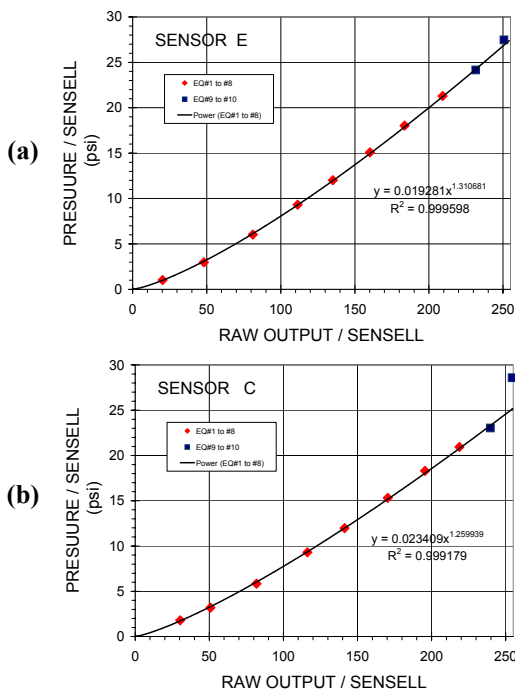 (a)
SENSOR E
EQ#1 to #8
EQ#9 to #10
Power (EQ#1 to #8)
y = 0.019281x^1.310681
R² = 0.999598
PRESUURE / SENSELL
(psi)
30
25
20
15
10
5
0
0 50 100 150 200 250
RAW OUTPUT / SENSELL
(b)
SENSOR C
EQ#1 to #8
EQ#9 to #10
Power (EQ#1 to #8)
y = 0.023409x^1.259939
R² = 0.999179
PRESUURE / SENSELL
(psi)
30
25
20
15
10
5
0
0 50 100 150 200 250
RAW OUTPUT / SENSELL